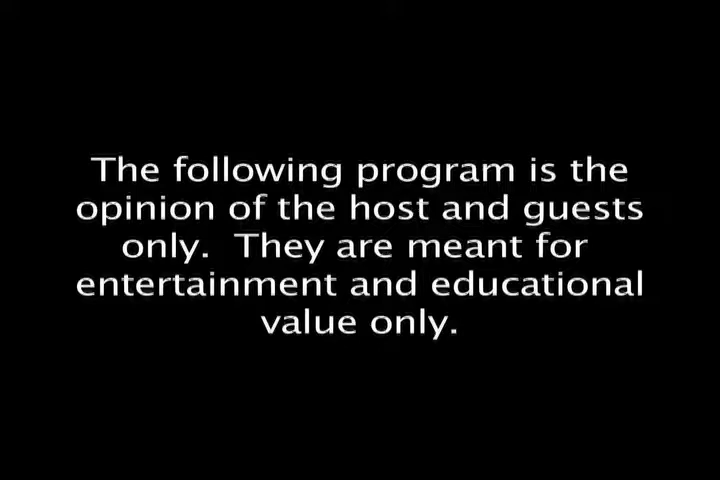 The following program is the
opinion of the host and guests
only.  They are meant for
entertainment and educational
value only.